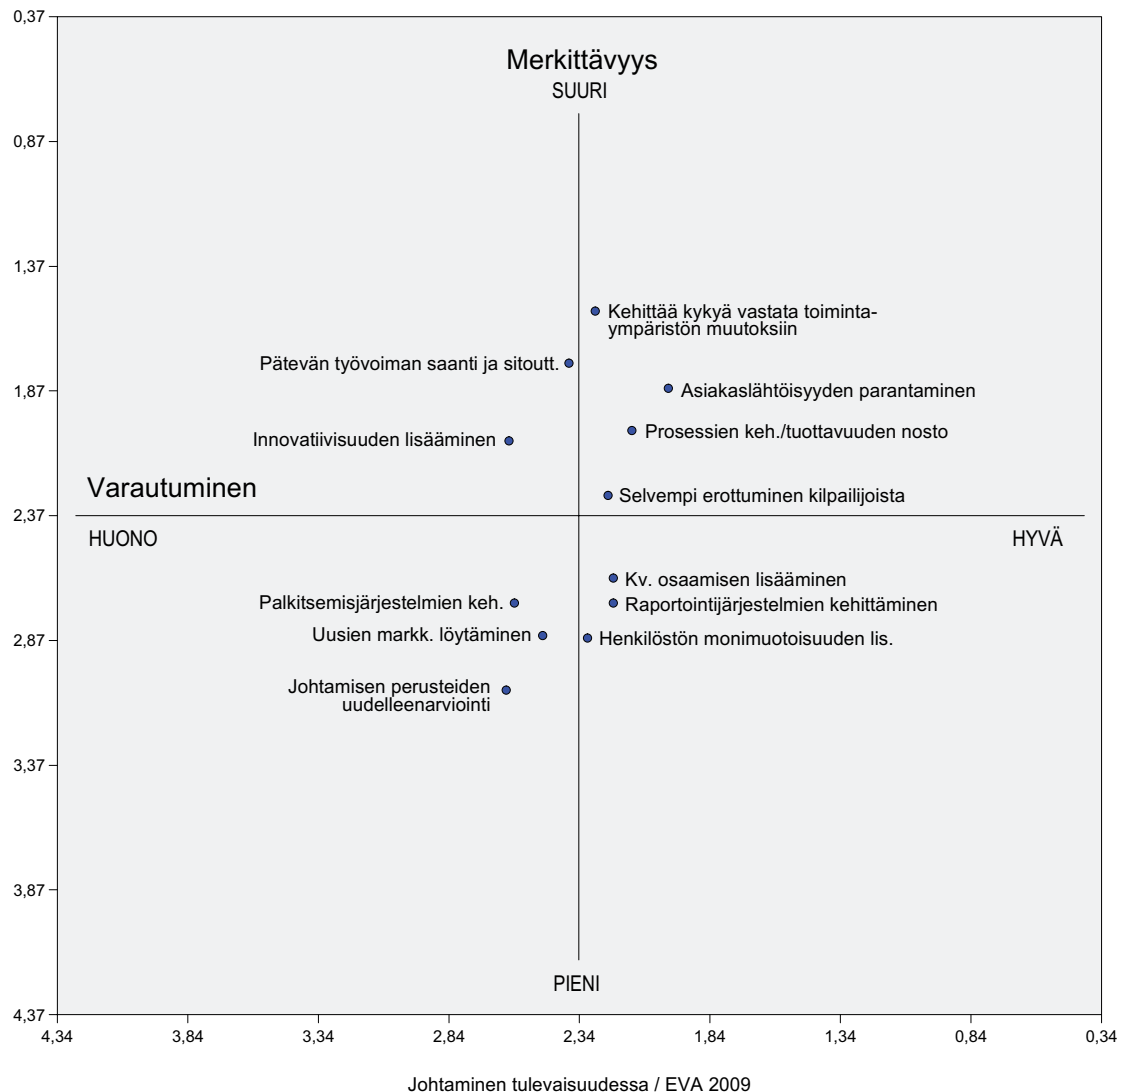 0,37
Merkittävyys
SUURI
0,87
1,37
Kehittää kykyä vastata toiminta-
ympäristön muutoksiin
Pätevän työvoiman saanti ja sitoutt.
1,87
Asiakaslähtöisyyden parantaminen
Prosessien keh./tuottavuuden nosto
Innovatiivisuuden lisääminen
Varautuminen
Selvempi erottuminen kilpailijoista
2,37
HUONO
HYVÄ
Kv. osaamisen lisääminen
Palkitsemisjärjestelmien keh.
Raportointijärjestelmien kehittäminen
Uusien markk. löytäminen
2,87
Henkilöstön monimuotoisuuden lis.
Johtamisen perusteiden
uudelleenarviointi
3,37
3,87
PIENI
4,37
4,34 3,84 3,34 2,84 2,34 1,84 1,34 0,84 0,34
Johtaminen tulevaisuudessa / EVA 2009